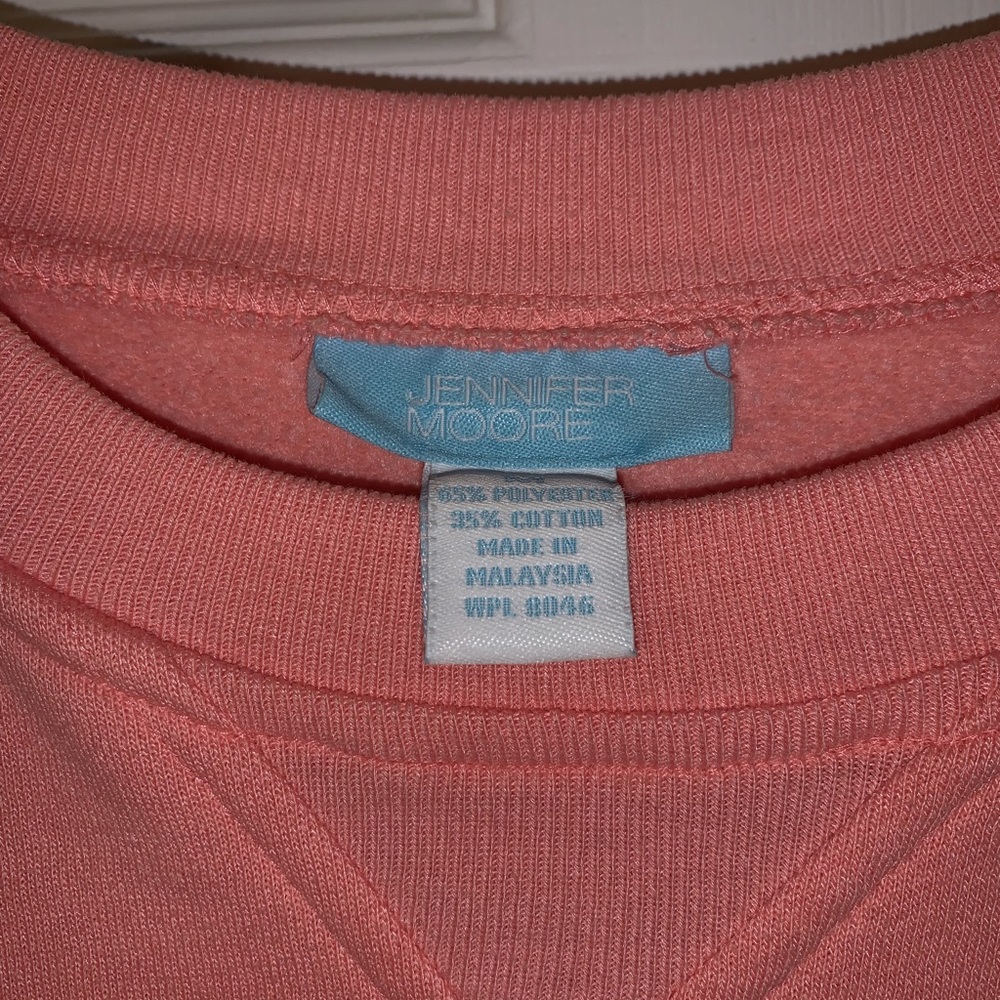 JENNIFER
MOORE
65% POLYESTER
35% COTTON
MADE IN
MALAYSIA
WPL 8046